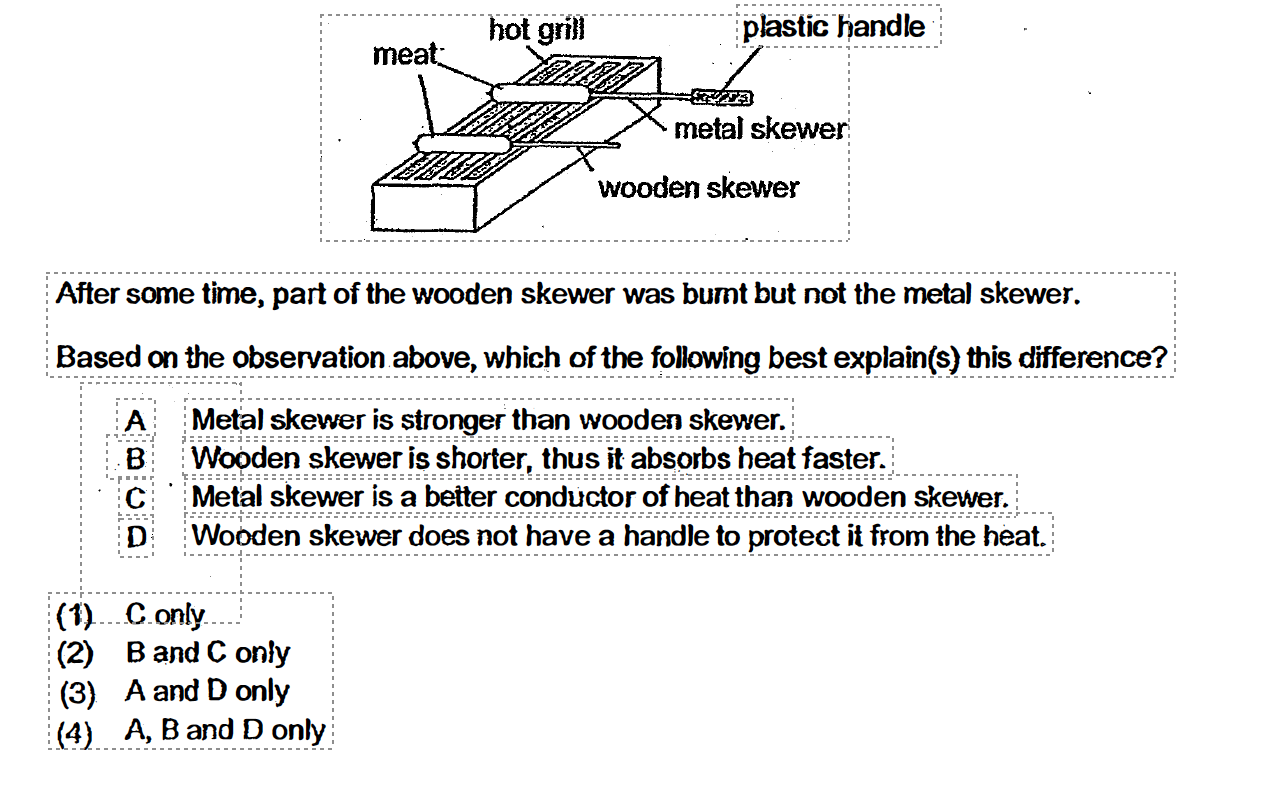 hot grill
plastic handle
meat
metal skewer
wooden skewer
After some time, part of the wooden skewer was burnt but not the metal skewer.
Based on the observation above, which of the following best explain(s) this difference?
A Metal skewer is stronger than wooden skewer.
B Wooden skewer is shorter, thus it absorbs heat faster.
C Metal skewer is a better conductor of heat than wooden skewer.
D Wooden skewer does not have a handle to protect it from the heat.
(1) C only
(2) B and C only
(3) A and D only
(4) A, B and D only